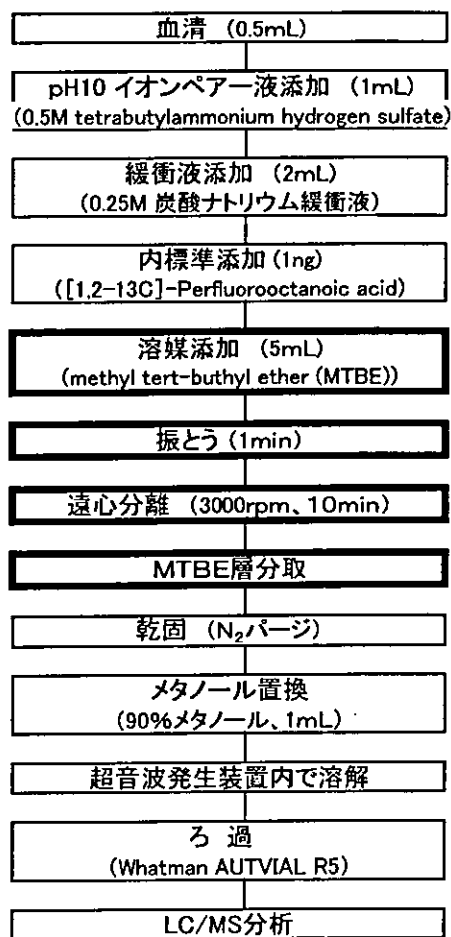 血清 (0.5mL)
pH10 イオンペアー液添加 (1mL)
(0.5M tetrabutylammonium hydrogen sulfate)
緩衝液添加 (2mL)
(0.25M 炭酸ナトリウム緩衝液)
内標準添加 (1ng)
([1,2-13C]-Perfluorooctanoic acid)
溶媒添加 (5mL)
(methyl tert-buthyl ether (MTBE))
振とう (1min)
遠心分離 (3000rpm、10min)
MTBE層分取
乾固 (N₂パージ)
メタノール置換
(90%メタノール、1mL)
超音波発生装置内で溶解
ろ 過
(Whatman AUTVIAL R5)
LC/MS分析